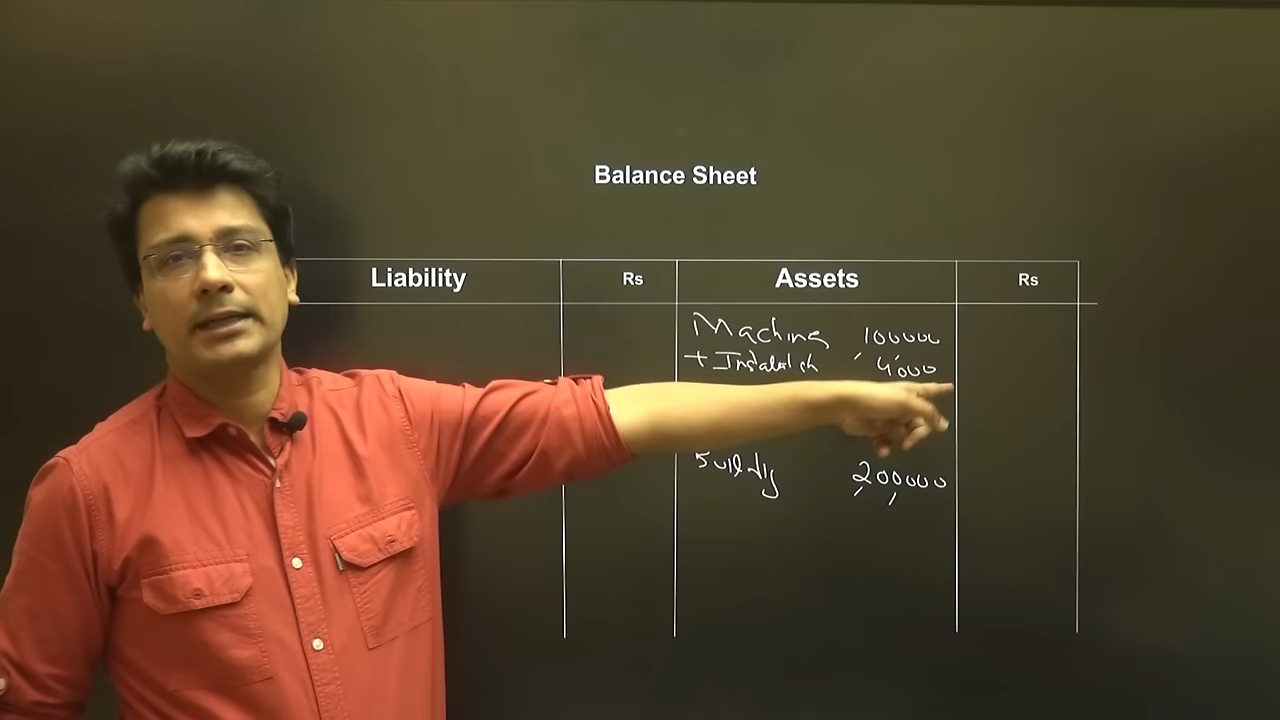 Balance Sheet
Liability Rs Assets Rs
Machine 100000
+ 4000
200000